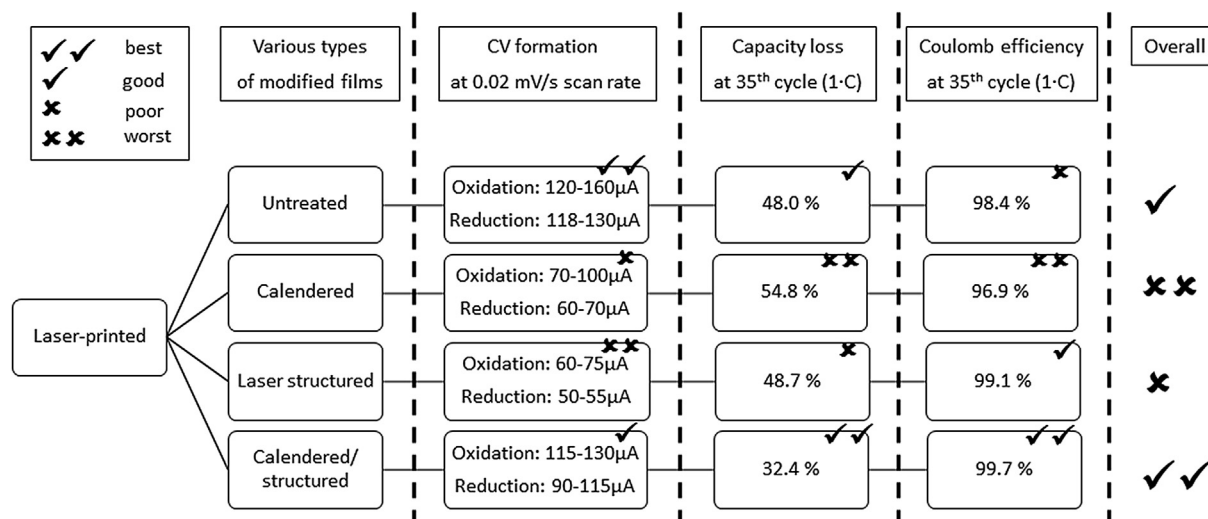 best
good
poor
worst
Various types
of modified films
CV formation
at 0.02 mV/s scan rate
Capacity loss
at 35th cycle (1·C)
Coulomb efficiency
at 35th cycle (1·C)
Overall
Laser-printed
Untreated
Oxidation: 120-160µA
Reduction: 118-130µA
48.0 %
98.4 %
Calendered
Oxidation: 70-100µA
Reduction: 60-70µA
54.8 %
96.9 %
Laser structured
Oxidation: 60-75µA
Reduction: 50-55µA
48.7 %
99.1 %
Calendered/
structured
Oxidation: 115-130µA
Reduction: 90-115µA
32.4 %
99.7 %